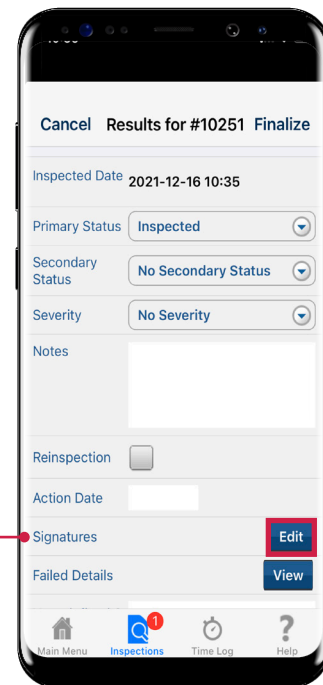 Cancel Results for #10251 Finalize
Inspected Date 2021-12-16 10:35
Primary Status Inspected
Secondary Status No Secondary Status
Severity No Severity
Notes
Reinspection
Action Date
Signatures Edit
Failed Details View
1
Main Menu Inspections Time Log Help